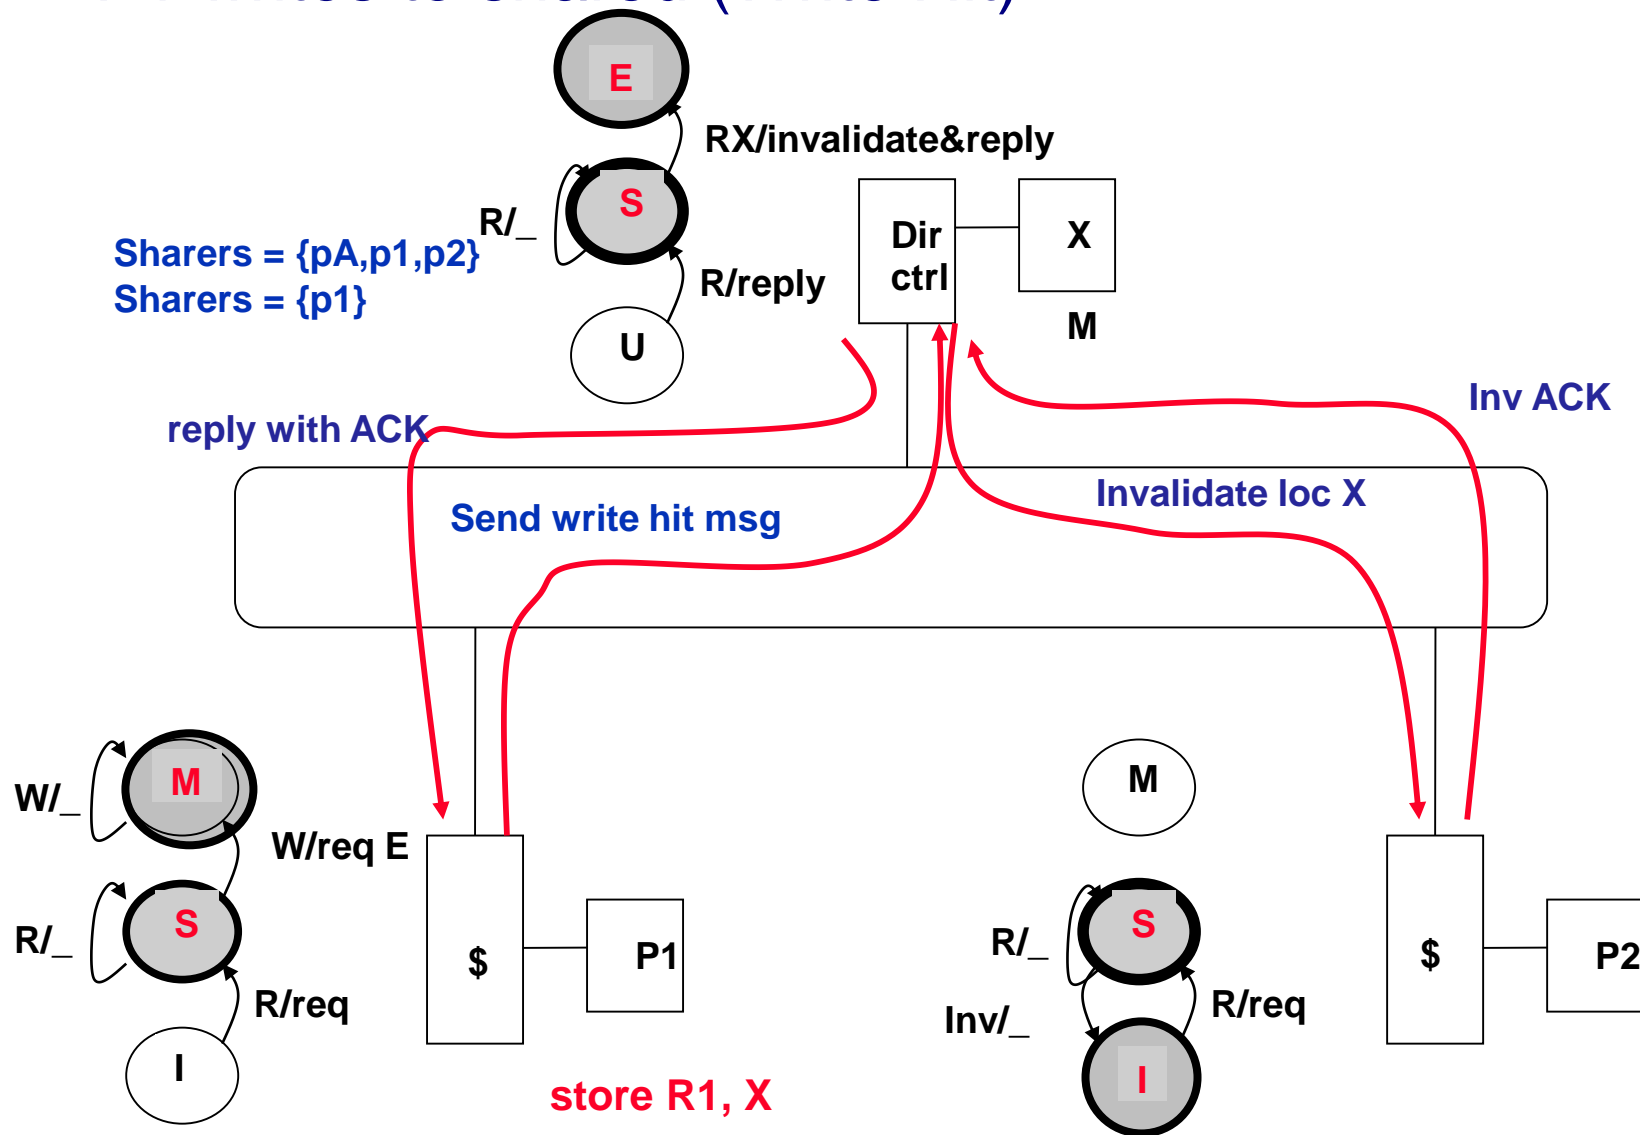 E
RX/invalidate&reply
S
R/_
Sharers = {pA,p1,p2}
Sharers = {p1}
R/reply
U
Dir
ctrl
X
M
Inv ACK
reply with ACK
Invalidate loc X
Send write hit msg
M
W/_
W/req E
S
R/_
R/req
I
$
P1
store R1, X
M
S
R/_
Inv/_
R/req
I
$
P2